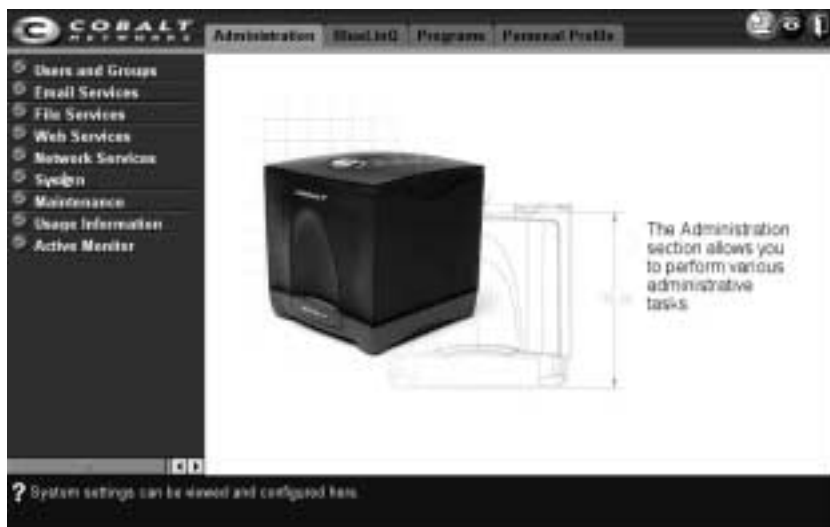 COBALT
NETWORKS
Administration
BlueLinQ
Programs
Personal Profile
Users and Groups
Email Services
File Services
Web Services
Network Services
System
Maintenance
Usage Information
Active Monitor
The Administration
section allows you
to perform various
administrative
tasks
? System settings can be viewed and configured here.